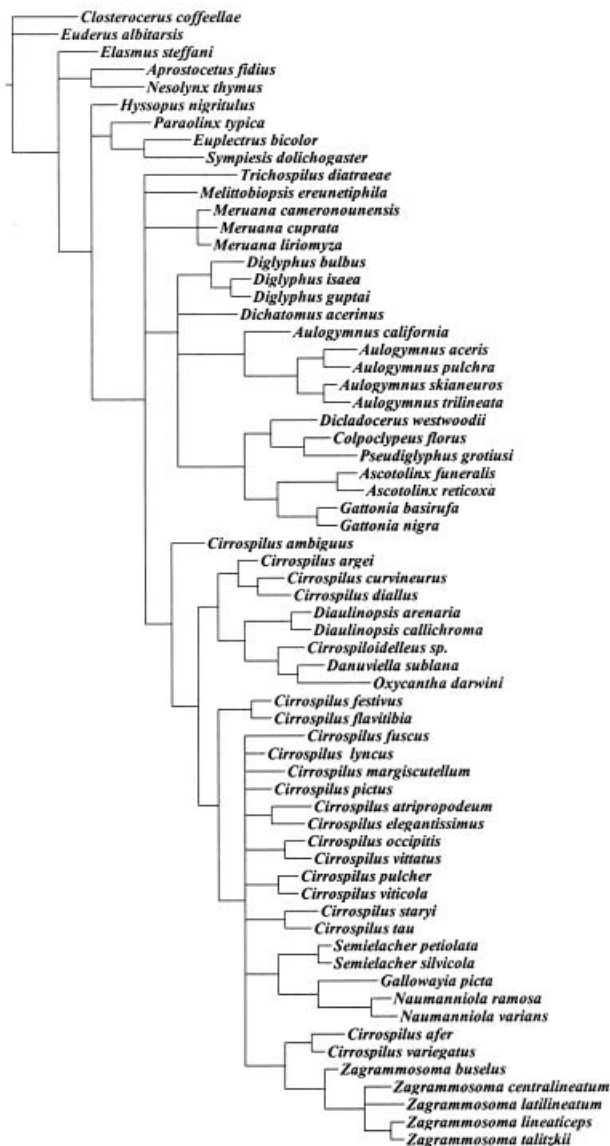 Closterocerus coffeellae
Euderus albitarsis
Elasmus steffani
Aprostocetus fidius
Nesolynx thymus
Hyssopus nigritulus
Paraolinx typica
Euplectrus bicolor
Sympiesis dolichogaster
Trichospilus diatraeae
Melittobiopsis ereunetiphila
Meruana cameronounensis
Meruana cuprata
Meruana liriomyza
Diglyphus bulbus
Diglyphus isaea
Diglyphus guptai
Dichatomus acerinus
Aulogymnus california
Aulogymnus aceris
Aulogymnus pulchra
Aulogymnus skianeuros
Aulogymnus trilineata
Dicladocerus westwoodii
Colpoclypeus florus
Pseudiglyphus grotiusi
Ascotolinx funeralis
Ascotolinx reticoxa
Gattonia basirufa
Gattonia nigra
Cirrospilus ambiguus
Cirrospilus argei
Cirrospilus curvineurus
Cirrospilus diallus
Diaulinopsis arenaria
Diaulinopsis callichroma
Cirrospiloidelleus sp.
Danuviella sublana
Oxycantha darwini
Cirrospilus festivus
Cirrospilus flavitibia
Cirrospilus fuscus
Cirrospilus lyncus
Cirrospilus margiscutellum
Cirrospilus pictus
Cirrospilus atripropodeum
Cirrospilus elegantissimus
Cirrospilus occipitis
Cirrospilus vittatus
Cirrospilus pulcher
Cirrospilus viticola
Cirrospilus staryi
Cirrospilus tau
Semielacher petiolata
Semielacher silvicola
Gallowayia picta
Naumanniola ramosa
Naumanniola varians
Cirrospilus afer
Cirrospilus variegatus
Zagrammosoma buselus
Zagrammosoma centralineatum
Zagrammosoma latilineatum
Zagrammosoma lineaticeps
Zagrammosoma talitzkii